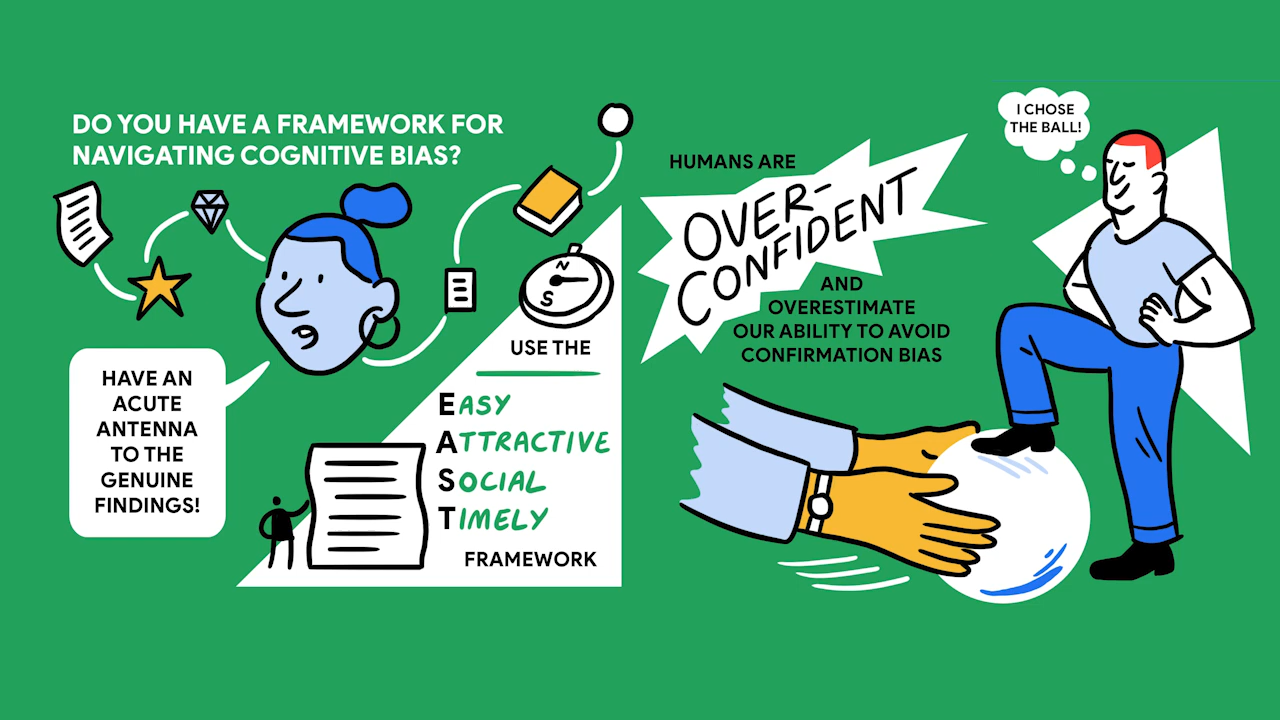 DO YOU HAVE A FRAMEWORK FOR
NAVIGATING COGNITIVE BIAS?
HAVE AN
ACUTE
ANTENNA
TO THE
GENUINE
FINDINGS!
N
S
USE THE
EASY
ATTRACTIVE
SOCIAL
TIMELY
FRAMEWORK
HUMANS ARE
OVER-
CONFIDENT
AND
OVERESTIMATE
OUR ABILITY TO AVOID
CONFIRMATION BIAS
I CHOSE
THE BALL!